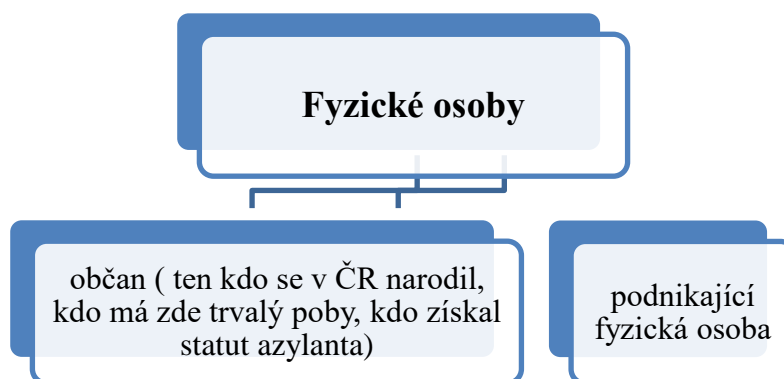 Fyzické osoby
občan ( ten kdo se v ČR narodil,
kdo má zde trvalý poby, kdo získal
statut azylanta)
podnikající
fyzická osoba